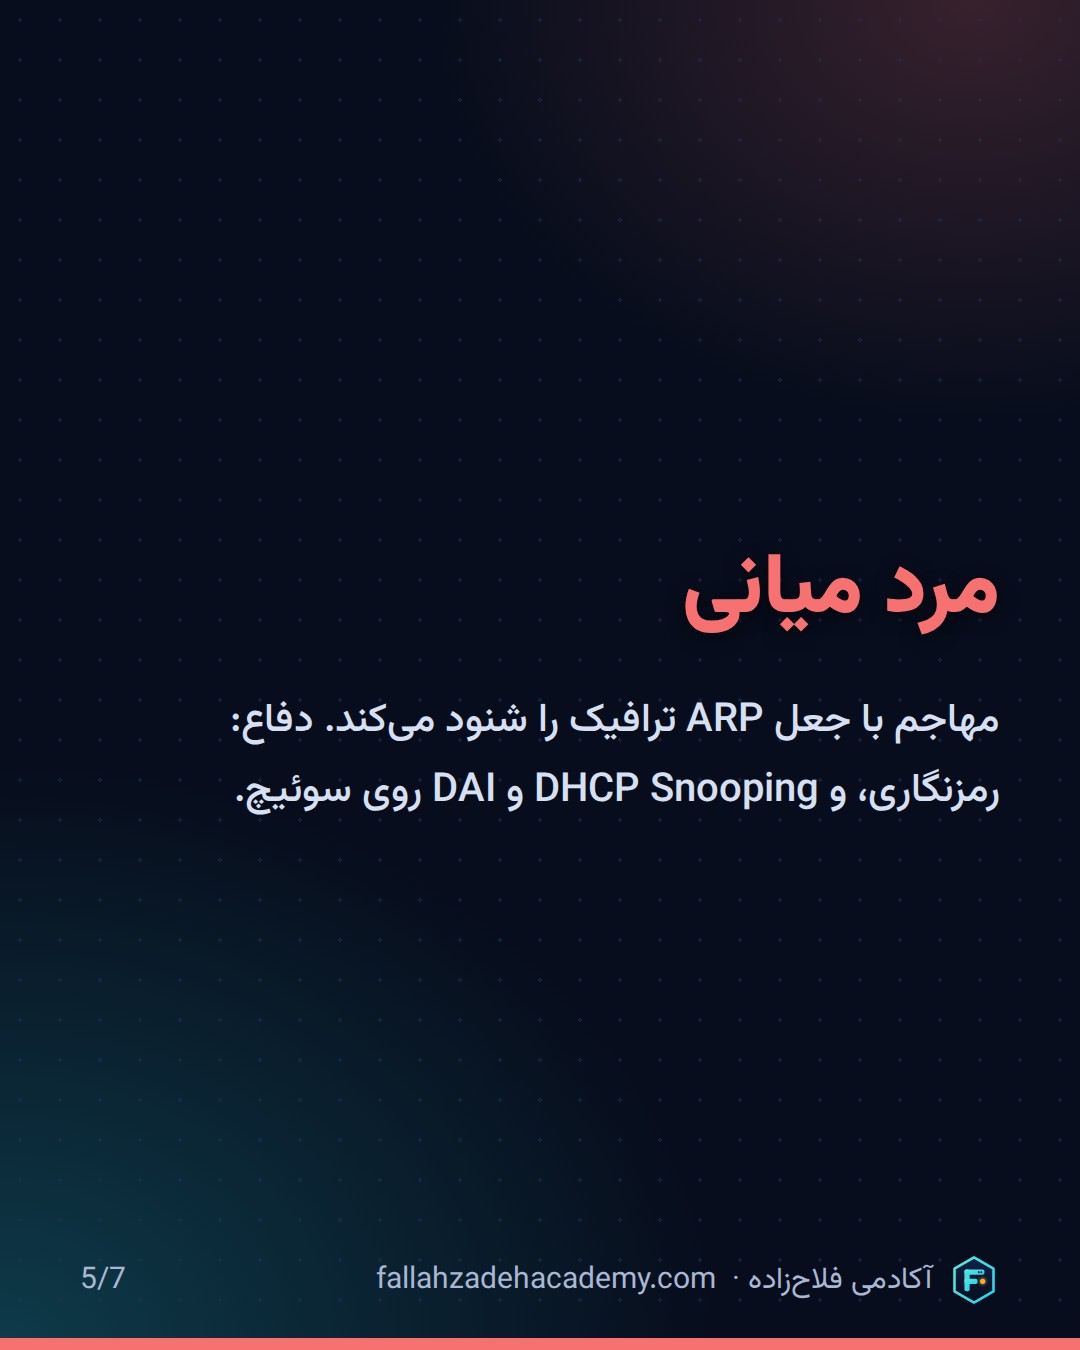 مرد میانی
مهاجم با جعل ARP ترافیک را شنود می‌کند. دفاع:
رمزنگاری، و DHCP Snooping و DAI روی سوئیچ.
آکادمی فلاح‌زاده · fallahzadehacademy.com
5/7